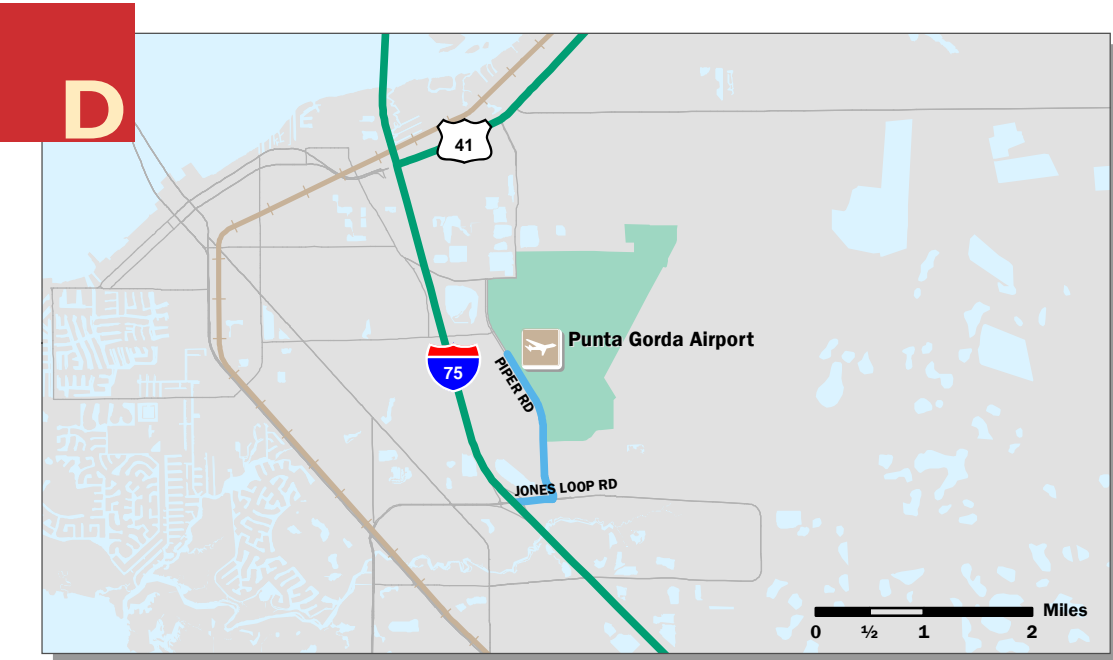 D
41
Punta Gorda Airport
75
PIPER RD
JONES LOOP RD
Miles
0 ½ 1 2